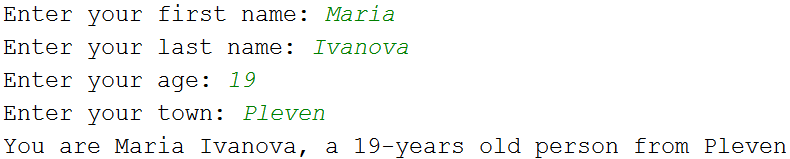 Enter your first name: Maria
Enter your last name: Ivanova
Enter your age: 19
Enter your town: Pleven
You are Maria Ivanova, a 19-years old person from Pleven